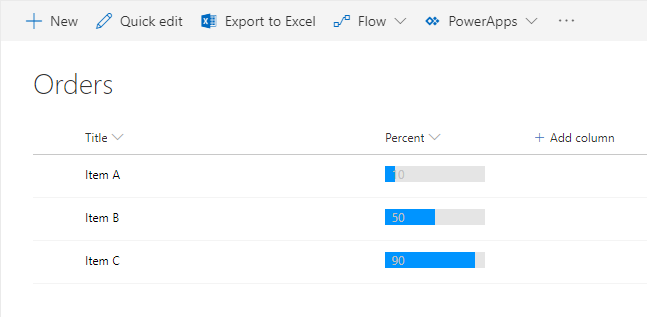 New Quick edit Export to Excel Flow PowerApps ...
Orders
Title Percent + Add column
Item A 10
Item B 50
Item C 90